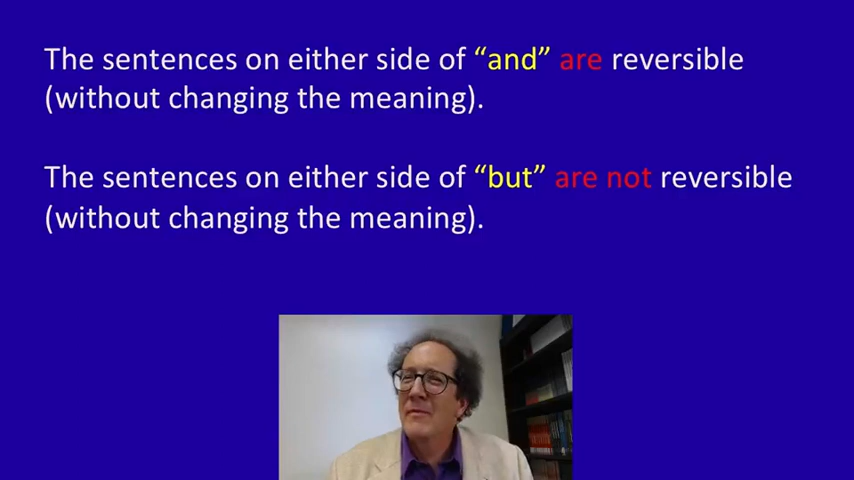 The sentences on either side of “and” are reversible
(without changing the meaning).
The sentences on either side of “but” are not reversible
(without changing the meaning).